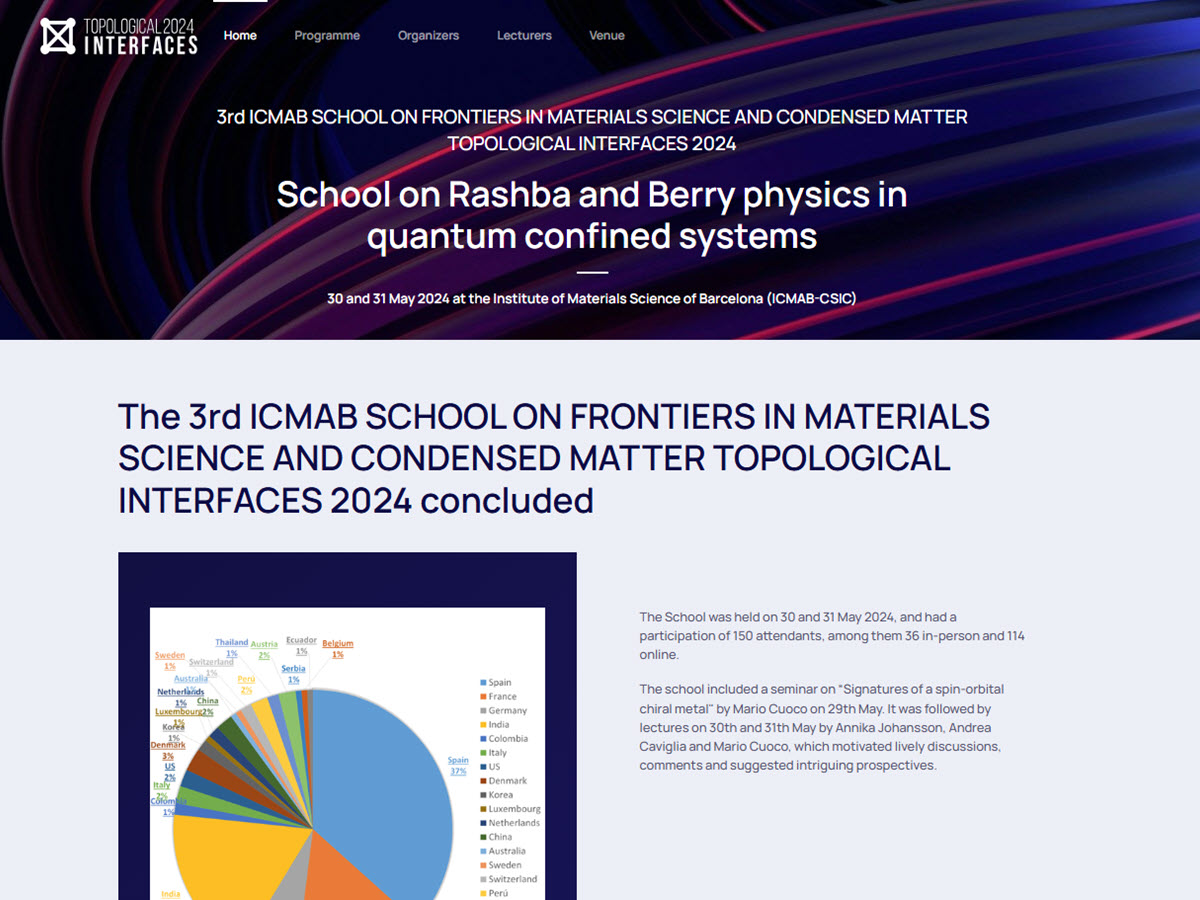 TOPOLOGICAL 2024
INTERFACES
Home
Programme
Organizers
Lecturers
Venue
3rd ICMAB SCHOOL ON FRONTIERS IN MATERIALS SCIENCE AND CONDENSED MATTER
TOPOLOGICAL INTERFACES 2024
School on Rashba and Berry physics in
quantum confined systems
30 and 31 May 2024 at the Institute of Materials Science of Barcelona (ICMAB-CSIC)
The 3rd ICMAB SCHOOL ON FRONTIERS IN MATERIALS
SCIENCE AND CONDENSED MATTER TOPOLOGICAL
INTERFACES 2024 concluded
Thailand
1%
Austria
2%
Ecuador
1%
Belgium
1%
Sweden
1%
Switzerland
1%
Serbia
1%
Australia
1%
Perú
2%
Netherlands
1%
China
2%
Luxembourg
1%
Korea
1%
Denmark
3%
US
2%
Italy
2%
Colombia
1%
India
Spain
37%
Spain
France
Germany
India
Colombia
Italy
US
Denmark
Korea
Luxembourg
Netherlands
China
Australia
Sweden
Switzerland
Perú
The School was held on 30 and 31 May 2024, and had a
participation of 150 attendants, among them 36 in-person and 114
online.
The school included a seminar on “Signatures of a spin-orbital
chiral metal” by Mario Cuoco on 29th May. It was followed by
lectures on 30th and 31th May by Annika Johansson, Andrea
Caviglia and Mario Cuoco, which motivated lively discussions,
comments and suggested intriguing prospectives.